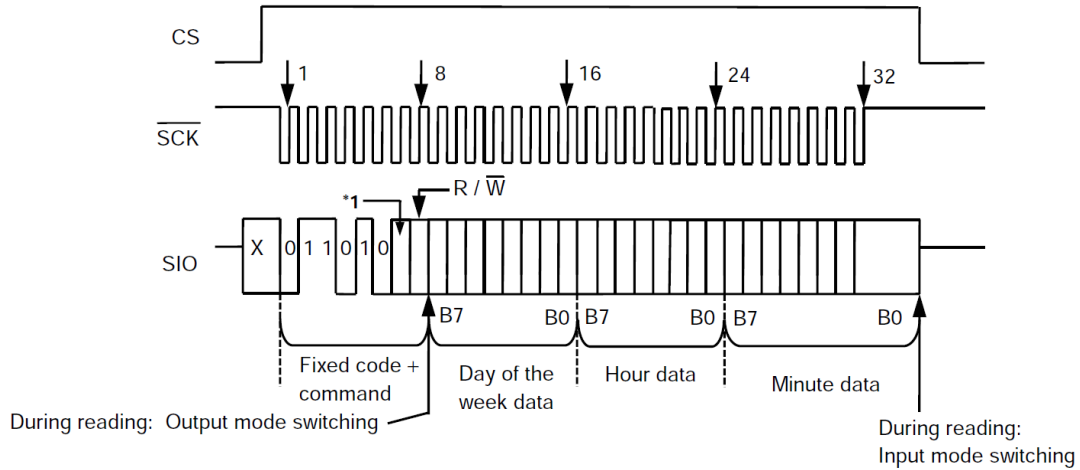 CS
1 8 16 24 32
SCK
*1 R / W
SIO X 0 1 1 0 1 0
B7 B0 B7 B0 B7 B0
Fixed code +
command
Day of the
week data
Hour data
Minute data
During reading: Output mode switching
During reading:
Input mode switching